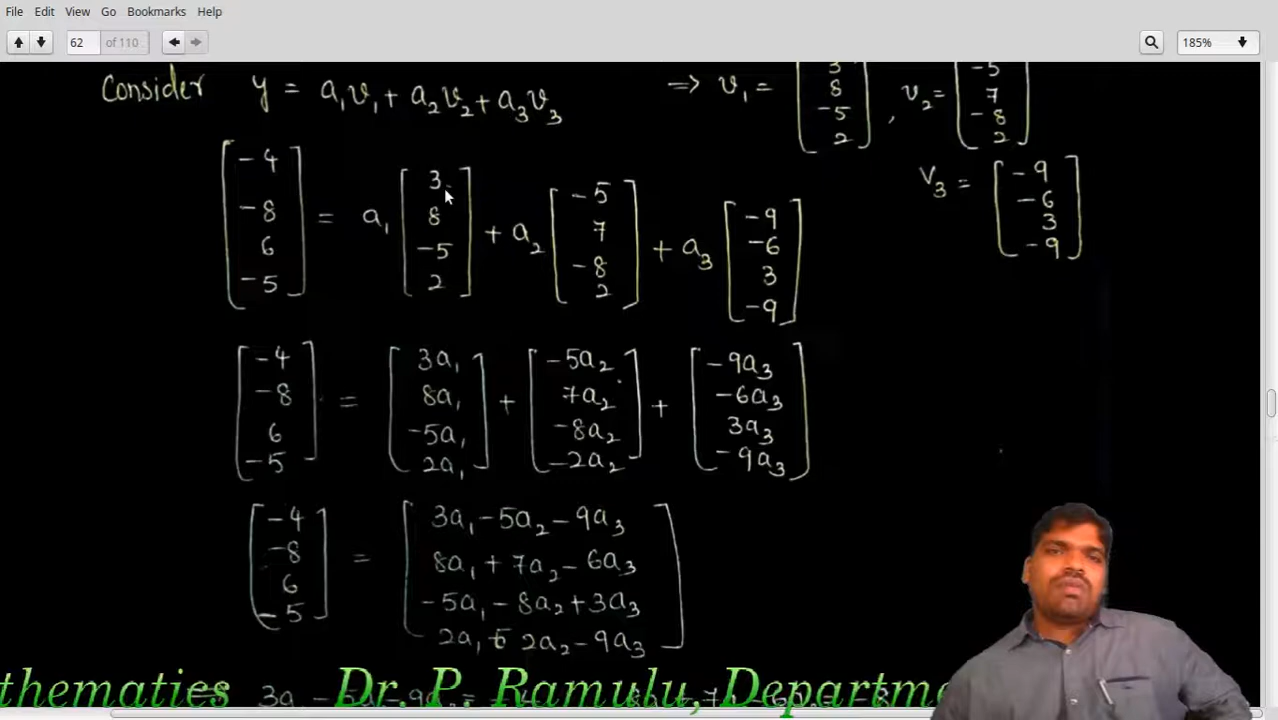 File Edit View Go Bookmarks Help
62 of 110 185%
Consider y = a₁v₁ + a₂v₂ + a₃v₃ ⇒ v₁ = [3 8 -5 2], v₂ = [-5 7 -8 2]
v₃ = [-9 -6 3 -9]
[-4 -8 6 -5] = a₁ [3 8 -5 2] + a₂ [-5 7 -8 2] + a₃ [-9 -6 3 -9]
[-4 -8 6 -5] = [3a₁ 8a₁ -5a₁ 2a₁] + [-5a₂ 7a₂ -8a₂ -2a₂] + [-9a₃ -6a₃ 3a₃ -9a₃]
[-4 -8 6 -5] = [3a₁ - 5a₂ - 9a₃
8a₁ + 7a₂ - 6a₃
-5a₁ - 8a₂ + 3a₃
2a₁ + 2a₂ - 9a₃]
thematics Dr. P. Ramulu, Departme